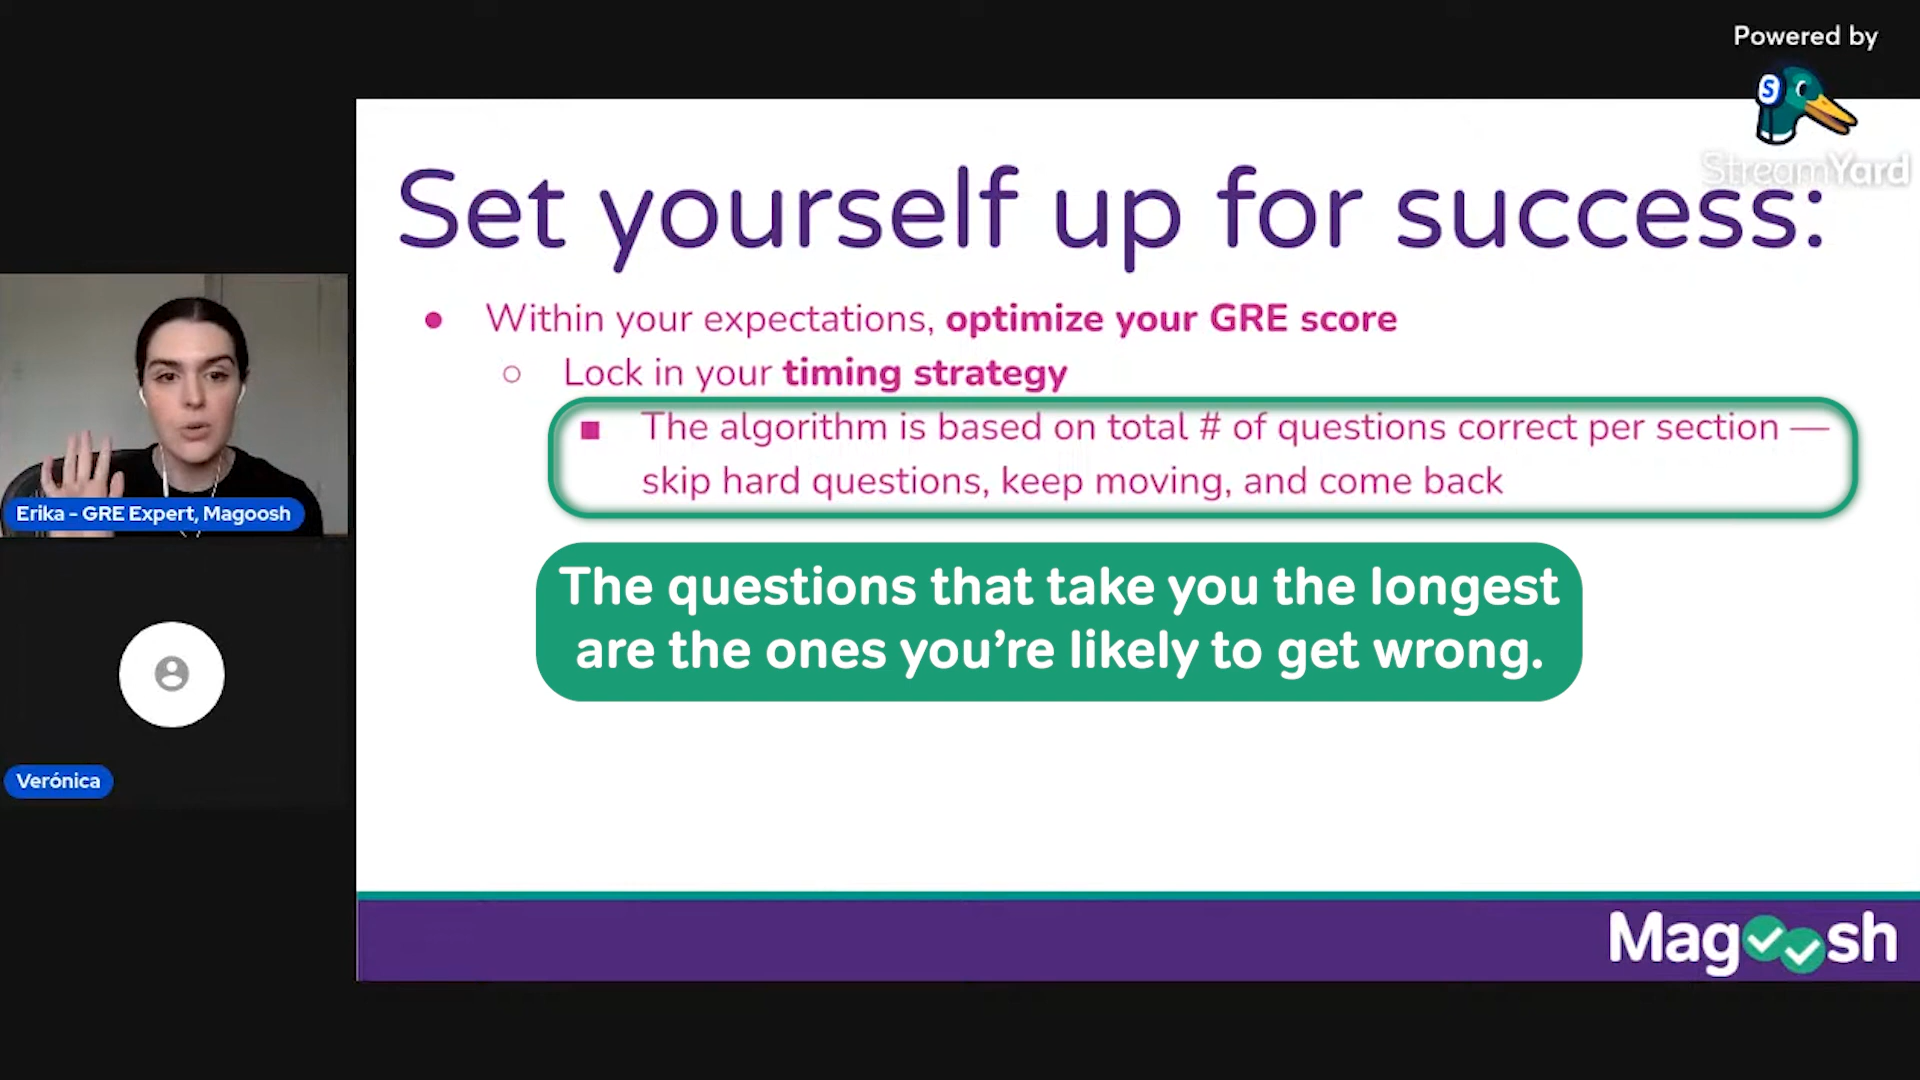 Powered by
S
StreamYard
Set yourself up for success:
● Within your expectations, optimize your GRE score
○ Lock in your timing strategy
■ The algorithm is based on total # of questions correct per section —
skip hard questions, keep moving, and come back
Erika - GRE Expert, Magoosh
The questions that take you the longest
are the ones you're likely to get wrong.
Verónica
Magoosh